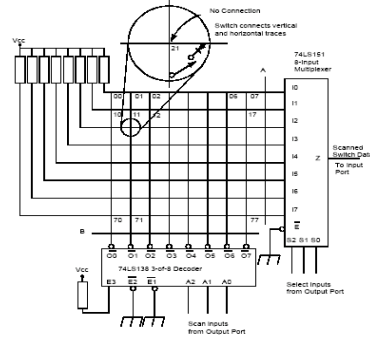 No Connection
Switch connects vertical
and horizontal traces
21
Vcc
74LS151
8-Input
Multiplexer
A
00 01 02 06 07
10 11 12 17
I0
I1
I2
I3
I4
I5
I6
I7
Z
Scanned
Switch Data
To Input
Port
E
S2 S1 S0
70 71 77
B
O0 O1 O2 O3 O4 O5 O6 O7
74LS138 3-of-8 Decoder
E3 E2 E1 A2 A1 A0
Vcc
Select Inputs
from Output Port
Scan Inputs
from Output Port